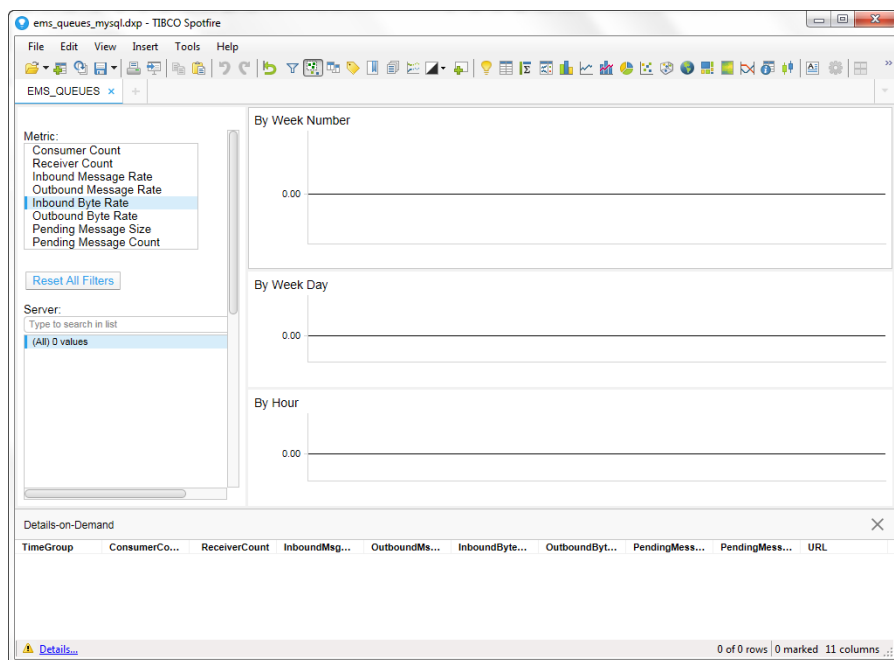 ems_queues_mysql.dxp - TIBCO Spotfire
File Edit View Insert Tools Help
EMS_QUEUES × +
Metric:
Consumer Count
Receiver Count
Inbound Message Rate
Outbound Message Rate
Inbound Byte Rate
Outbound Byte Rate
Pending Message Size
Pending Message Count
Reset All Filters
Server:
Type to search in list
(All) 0 values
By Week Number
0.00
By Week Day
0.00
By Hour
0.00
Details-on-Demand
TimeGroup ConsumerCo... ReceiverCount InboundMsg... OutboundMs... InboundByte... OutboundByt... PendingMess... PendingMess... URL
Details... 0 of 0 rows 0 marked 11 columns